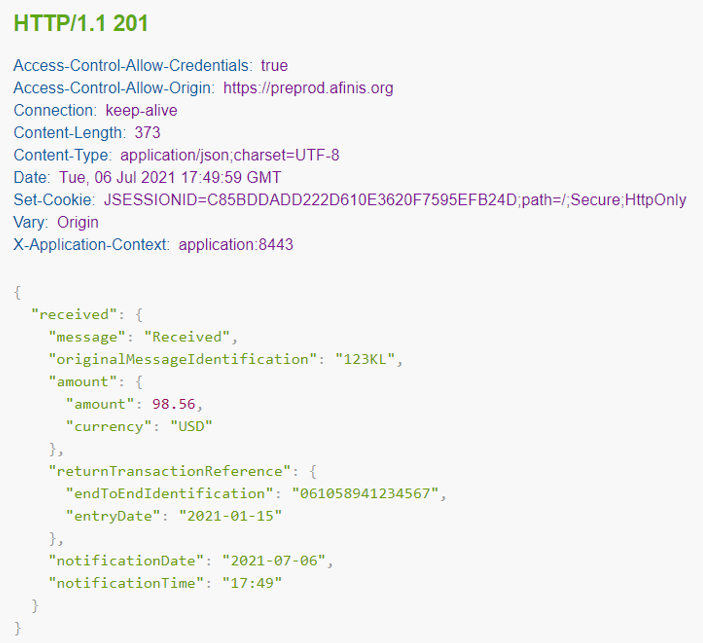 HTTP/1.1 201
Access-Control-Allow-Credentials: true
Access-Control-Allow-Origin: https://preprod.afinis.org
Connection: keep-alive
Content-Length: 373
Content-Type: application/json;charset=UTF-8
Date: Tue, 06 Jul 2021 17:49:59 GMT
Set-Cookie: JSESSIONID=C85BDDADD222D610E3620F7595EFB24D;path=/;Secure;HttpOnly
Vary: Origin
X-Application-Context: application:8443
{
  "received": {
    "message": "Received",
    "originalMessageIdentification": "123KL",
    "amount": {
      "amount": 98.56,
      "currency": "USD"
    },
    "returnTransactionReference": {
      "endToEndIdentification": "061058941234567",
      "entryDate": "2021-01-15"
    },
    "notificationDate": "2021-07-06",
    "notificationTime": "17:49"
  }
}